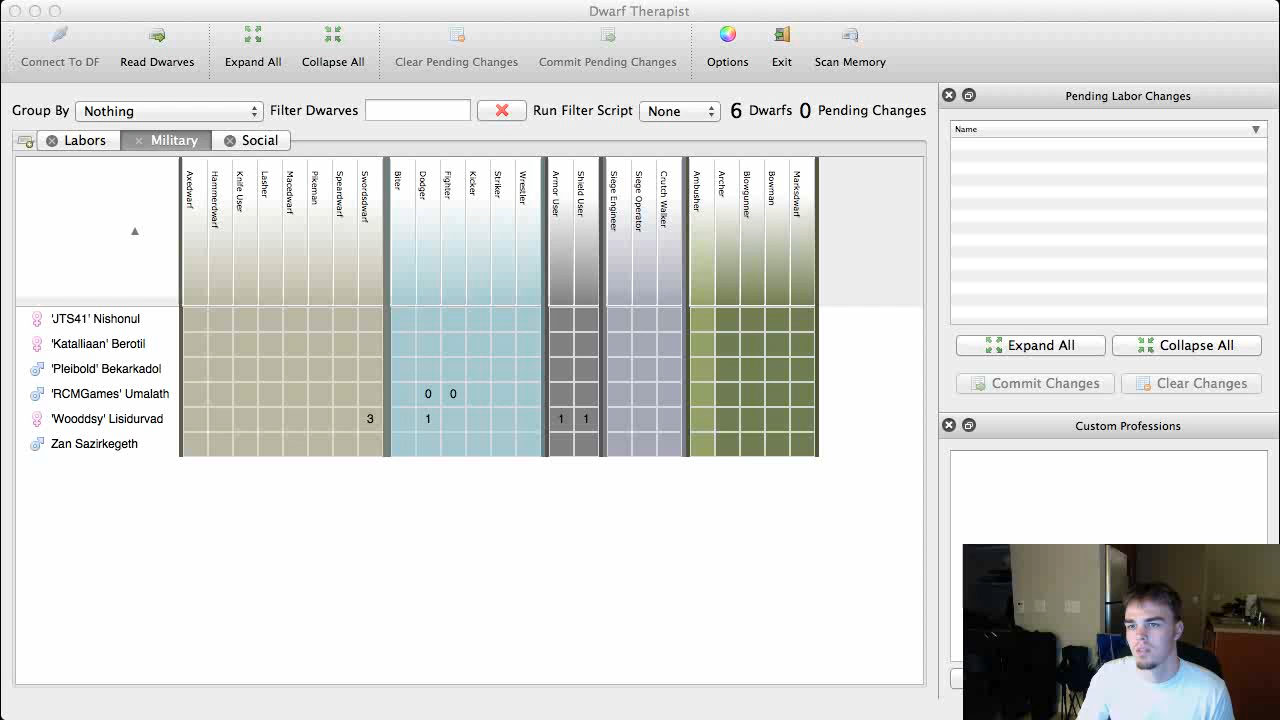 Dwarf Therapist
Connect To DF Read Dwarves Expand All Collapse All Clear Pending Changes Commit Pending Changes Options Exit Scan Memory
Group By Nothing Filter Dwarves Run Filter Script None 6 Dwarfs 0 Pending Changes
Labors Military Social
Axedwarf Hammerdwarf Knife User Lasher Macedwarf Pikeman Speardwarf Swordsdwarf Biter Dodger Fighter Kicker Striker Wrestler Armor User Shield User Siege Engineer Siege Operator Crutch Walker Ambusher Archer Blowgunner Bowman Marksdwarf
'JTS41' Nishonul
'Katalliaan' Berotil
'Pleibold' Bekarkadol
'RCMGames' Umalath 0 0
'Wooddsy' Lisidurvad 3 1 1 1
Zan Sazirkegeth
Pending Labor Changes
Name
Expand All Collapse All
Commit Changes Clear Changes
Custom Professions